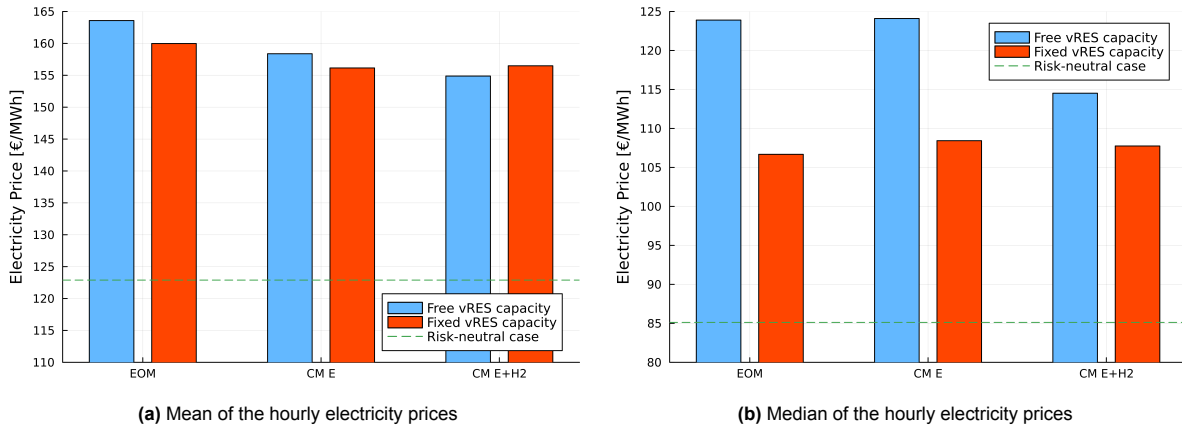 Electricity Price [€/MWh]
165
160
155
150
145
140
135
130
125
120
115
110
EOM
CM E
CM E+H2
Free vRES capacity
Fixed vRES capacity
Risk-neutral case
(a) Mean of the hourly electricity prices
Electricity Price [€/MWh]
125
120
115
110
105
100
95
90
85
80
EOM
CM E
CM E+H2
Free vRES capacity
Fixed vRES capacity
Risk-neutral case
(b) Median of the hourly electricity prices